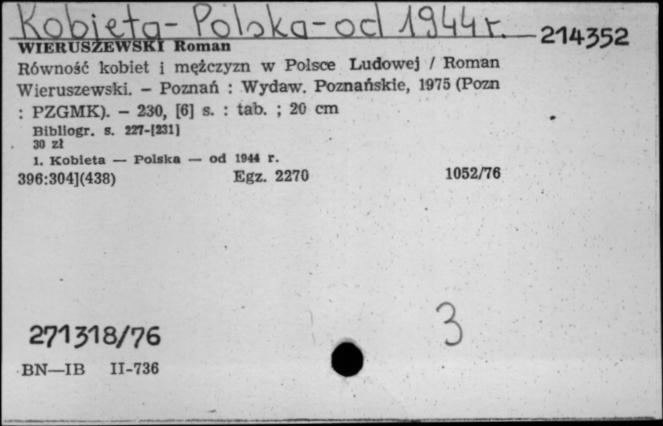 Kobieta - Polska - od 1944 r.
214352
WIERUSZEWSKI Roman
Równość kobiet i mężczyzn w Polsce Ludowej / Roman
Wieruszewski. - Poznań : Wydaw. Poznańskie, 1975 (Pozn
: PZGMK). - 230, [6] s. : tab. ; 20 cm
Bibliogr. s. 227-[231]
30 zł
1. Kobieta — Polska — od 1944 r.
396:304](438) Egz. 2270 1052/76
3
271318/76
BN—IB II-736